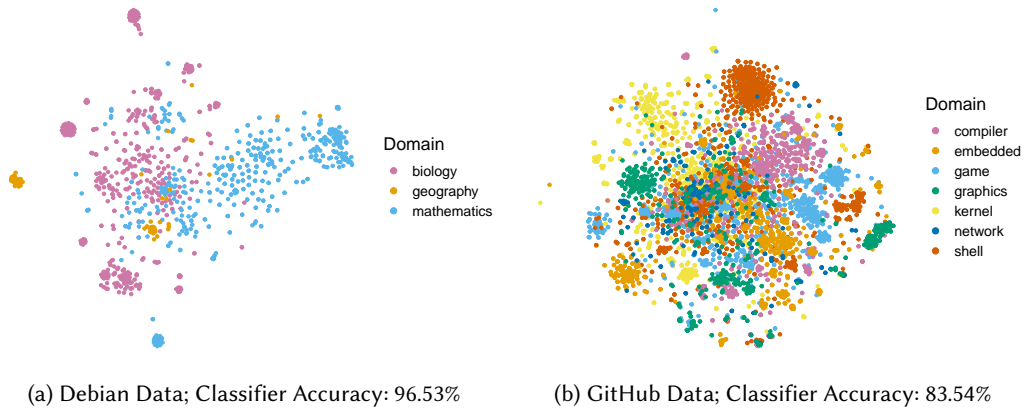 Domain
biology
geography
mathematics
(a) Debian Data; Classifier Accuracy: 96.53%
Domain
compiler
embedded
game
graphics
kernel
network
shell
(b) GitHub Data; Classifier Accuracy: 83.54%